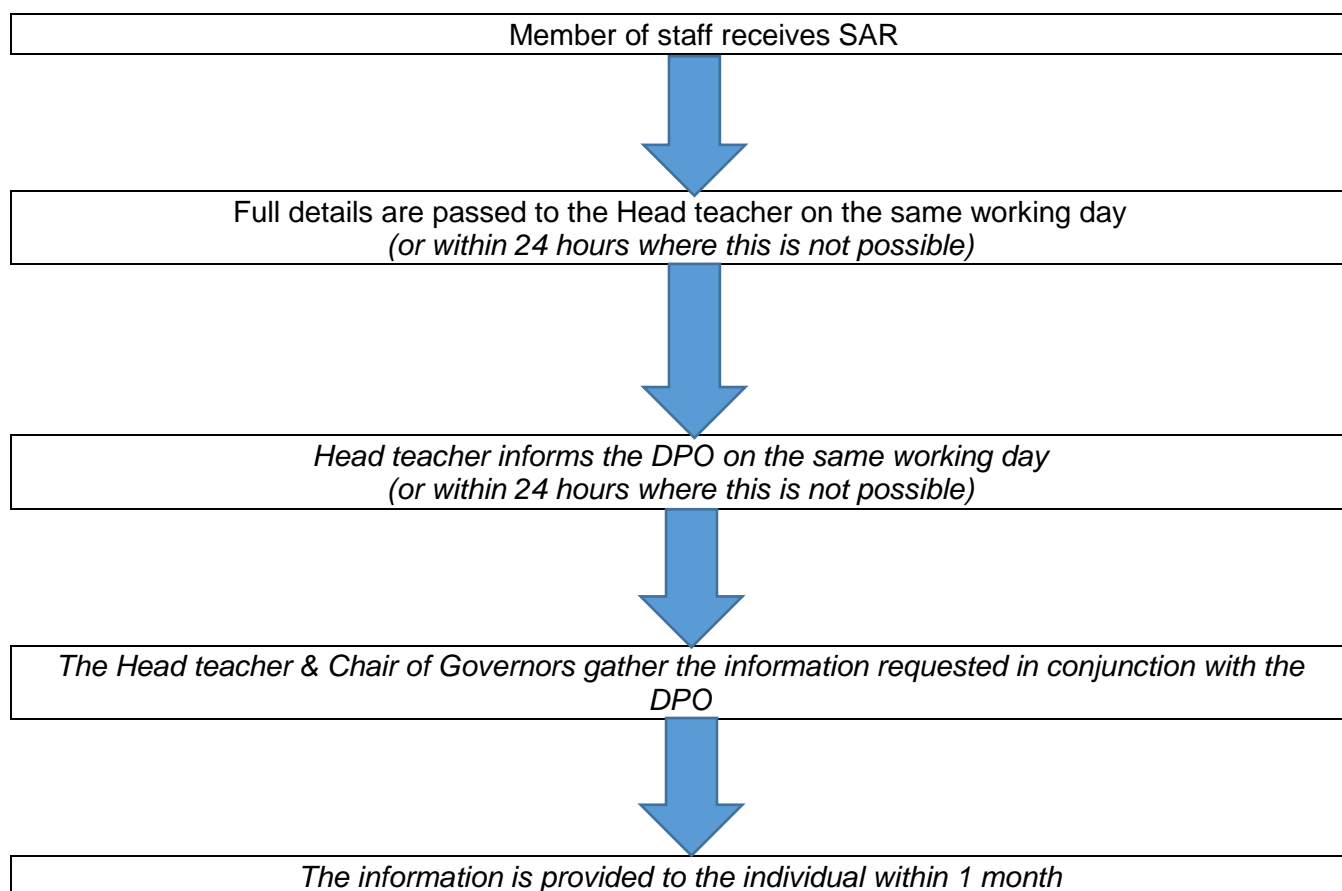 Member of staff receives SAR
Full details are passed to the Head teacher on the same working day
(or within 24 hours where this is not possible)
Head teacher informs the DPO on the same working day
(or within 24 hours where this is not possible)
The Head teacher & Chair of Governors gather the information requested in conjunction with the
DPO
The information is provided to the individual within 1 month